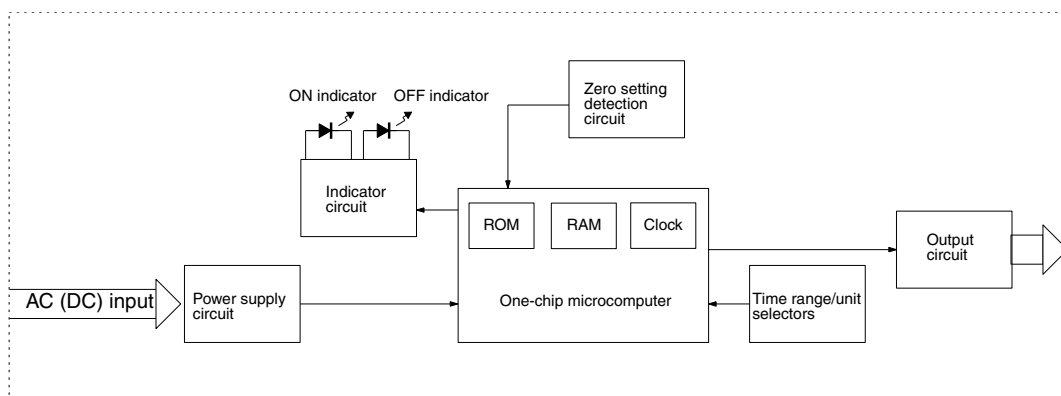 Zero setting
detection
circuit
ON indicator
OFF indicator
Indicator
circuit
ROM
RAM
Clock
Output
circuit
AC (DC) input
Power supply
circuit
One-chip microcomputer
Time range/unit
selectors